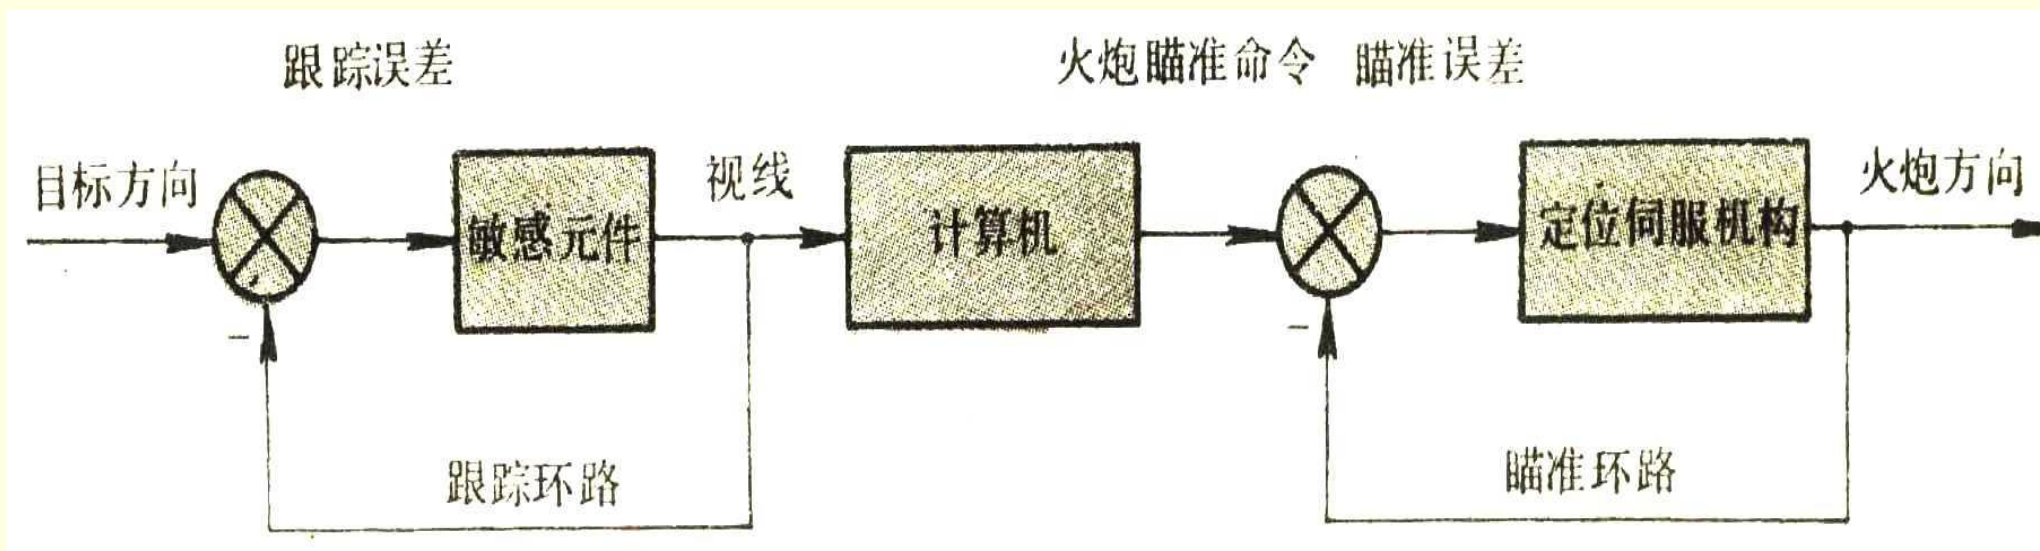 跟踪误差
火炮瞄准命令 瞄准误差
目标方向
敏感元件
视线
计算机
定位伺服机构
火炮方向
-
-
跟踪环路
瞄准环路